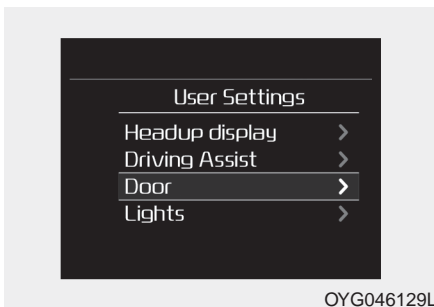 User Settings
Headup display
Driving Assist
Door
Lights
OYG046129L